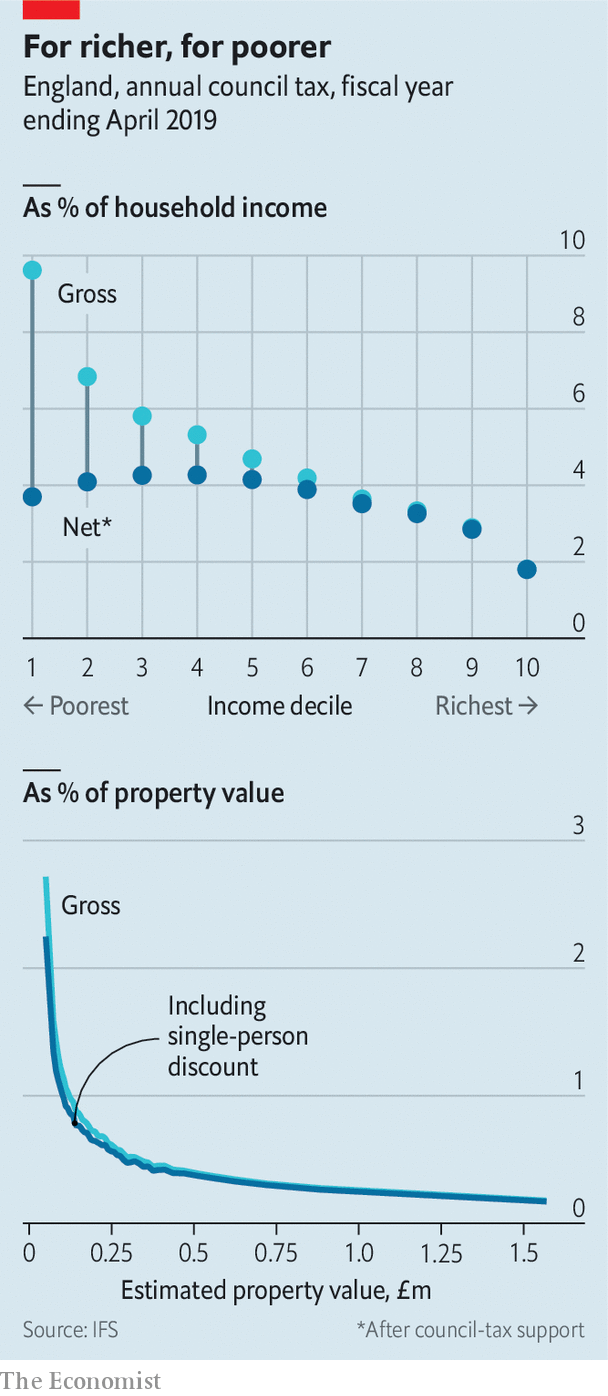 For richer, for poorer
England, annual council tax, fiscal year
ending April 2019
As % of household income
10
Gross
8
6
4
Net*
2
0
1 2 3 4 5 6 7 8 9 10
← Poorest Income decile Richest →
As % of property value
3
Gross
2
Including
single-person
discount
1
0
0 0.25 0.5 0.75 1.0 1.25 1.5
Estimated property value, £m
Source: IFS *After council-tax support
The Economist